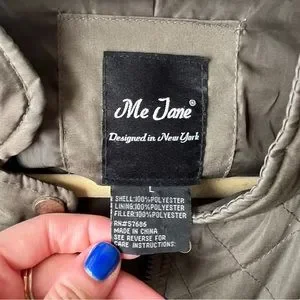 Me Jane®
Designed in New York
L
SHELL:100%POLYESTER
LINING:100%POLYESTER
FILLER:100%POLYESTER
RN#57686
MADE IN CHINA
SEE REVERSE FOR
CARE INSTRUCTIONS: